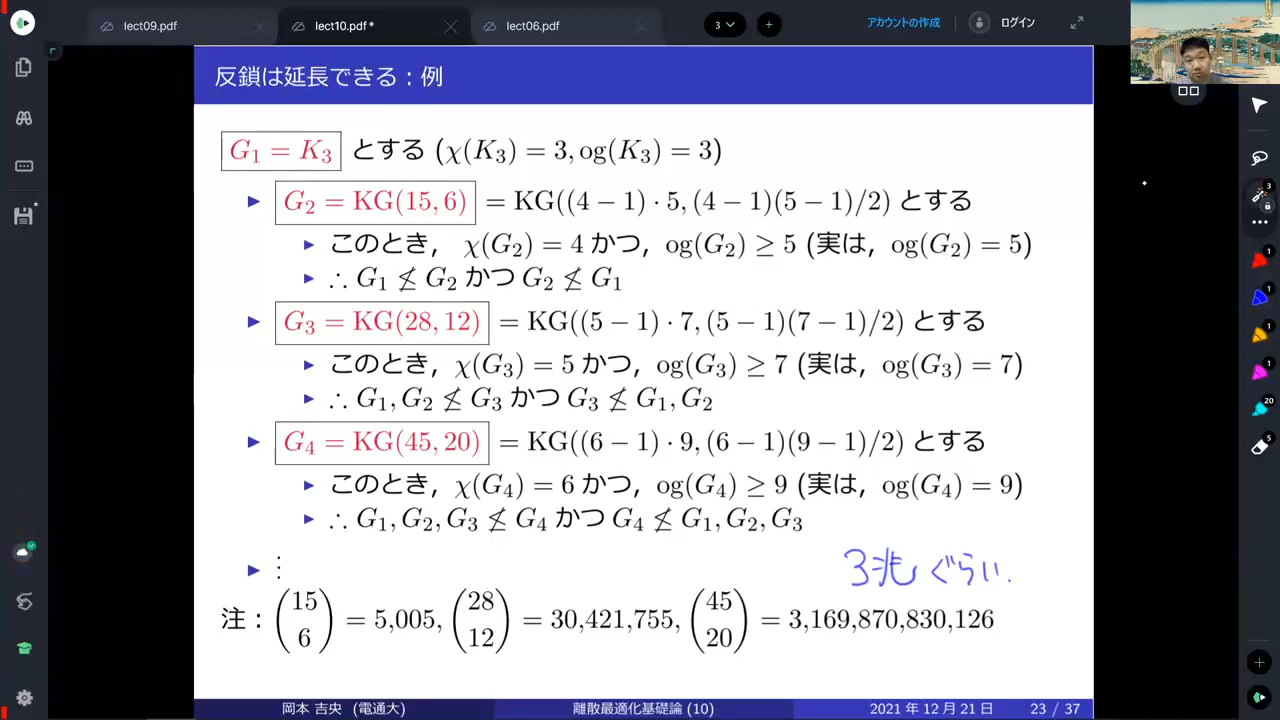 lect09.pdf
lect10.pdf *
lect06.pdf
3
アカウントの作成
ログイン
反鎖は延長できる：例
G₁ = K₃ とする (χ(K₃) = 3, og(K₃) = 3)
▶ G₂ = KG(15, 6) = KG((4 − 1) · 5, (4 − 1)(5 − 1)/2) とする
▶ このとき， χ(G₂) = 4 かつ， og(G₂) ≥ 5 (実は， og(G₂) = 5)
▶ ∴ G₁ ≰ G₂ かつ G₂ ≰ G₁
▶ G₃ = KG(28, 12) = KG((5 − 1) · 7, (5 − 1)(7 − 1)/2) とする
▶ このとき， χ(G₃) = 5 かつ， og(G₃) ≥ 7 (実は， og(G₃) = 7)
▶ ∴ G₁, G₂ ≰ G₃ かつ G₃ ≰ G₁, G₂
▶ G₄ = KG(45, 20) = KG((6 − 1) · 9, (6 − 1)(9 − 1)/2) とする
▶ このとき， χ(G₄) = 6 かつ， og(G₄) ≥ 9 (実は， og(G₄) = 9)
▶ ∴ G₁, G₂, G₃ ≰ G₄ かつ G₄ ≰ G₁, G₂, G₃
▶ ⋮
3兆ぐらい.
注：(15 6) = 5,005, (28 12) = 30,421,755, (45 20) = 3,169,870,830,126
岡本 吉央 (電通大)
離散最適化基礎論 (10)
2021 年 12 月 21 日
23 / 37
3
1
1
1
1
20
5